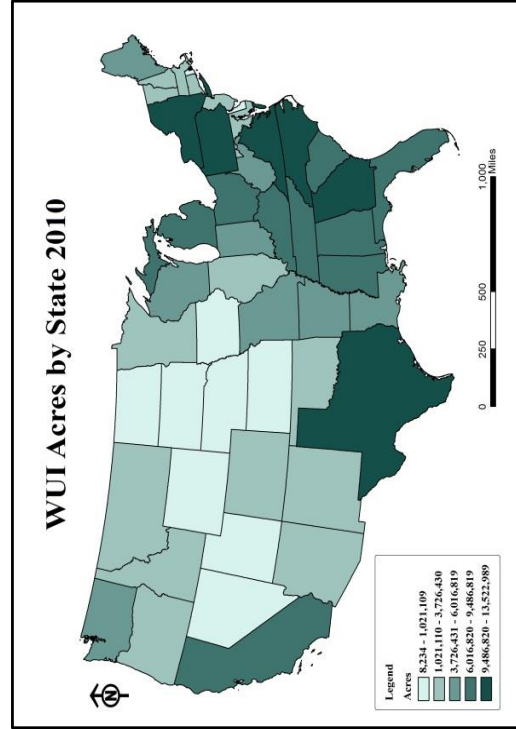 WUI Acres by State 2010
N
Legend
Acres
8,234 - 1,021,109
1,021,110 - 3,726,430
3,726,431 - 6,016,819
6,016,820 - 9,486,819
9,486,820 - 13,522,989
0 250 500 1,000
Miles